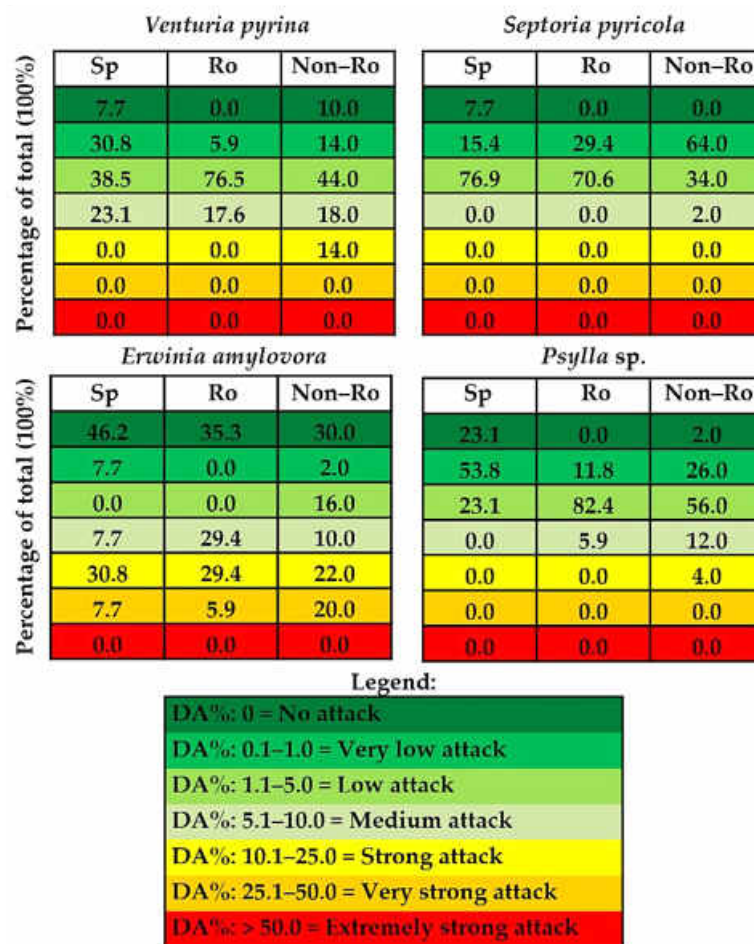 Venturia pyrina
Septoria pyricola
Percentage of total (100%)
Sp Ro Non–Ro
7.7 0.0 10.0
30.8 5.9 14.0
38.5 76.5 44.0
23.1 17.6 18.0
0.0 0.0 14.0
0.0 0.0 0.0
0.0 0.0 0.0
Sp Ro Non–Ro
7.7 0.0 0.0
15.4 29.4 64.0
76.9 70.6 34.0
0.0 0.0 2.0
0.0 0.0 0.0
0.0 0.0 0.0
0.0 0.0 0.0
Erwinia amylovora
Psylla sp.
Percentage of total (100%)
Sp Ro Non–Ro
46.2 35.3 30.0
7.7 0.0 2.0
0.0 0.0 16.0
7.7 29.4 10.0
30.8 29.4 22.0
7.7 5.9 20.0
0.0 0.0 0.0
Sp Ro Non–Ro
23.1 0.0 2.0
53.8 11.8 26.0
23.1 82.4 56.0
0.0 5.9 12.0
0.0 0.0 4.0
0.0 0.0 0.0
0.0 0.0 0.0
Legend:
DA%: 0 = No attack
DA%: 0.1–1.0 = Very low attack
DA%: 1.1–5.0 = Low attack
DA%: 5.1–10.0 = Medium attack
DA%: 10.1–25.0 = Strong attack
DA%: 25.1–50.0 = Very strong attack
DA%: > 50.0 = Extremely strong attack